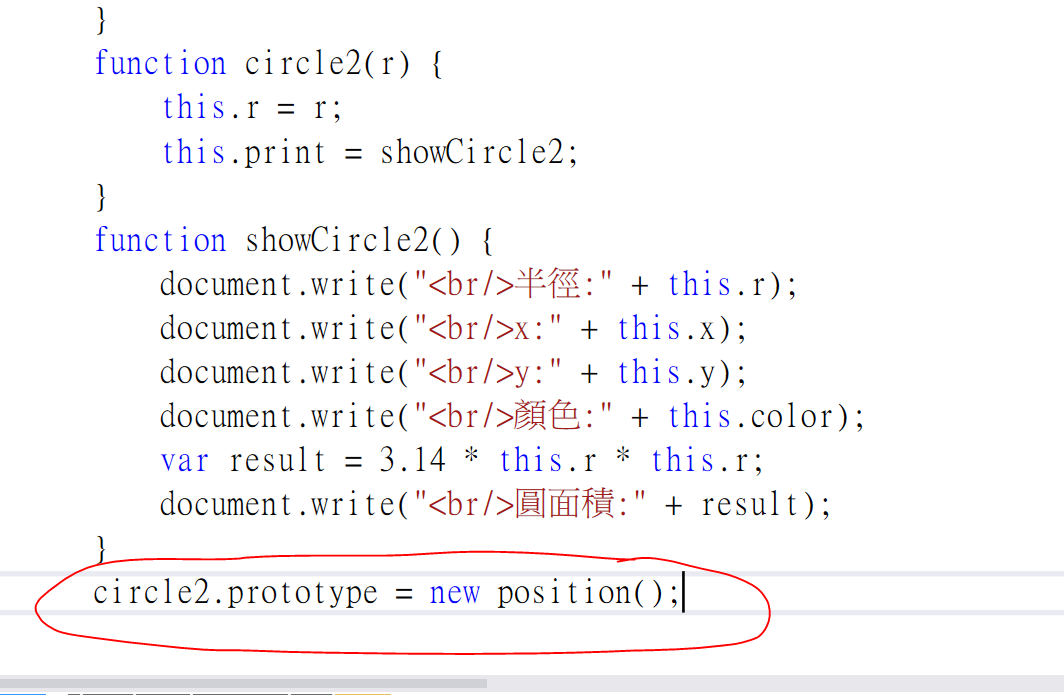 }
function circle2(r) {
    this.r = r;
    this.print = showCircle2;
}
function showCircle2() {
    document.write("<br/>半徑:" + this.r);
    document.write("<br/>x:" + this.x);
    document.write("<br/>y:" + this.y);
    document.write("<br/>顏色:" + this.color);
    var result = 3.14 * this.r * this.r;
    document.write("<br/>圓面積:" + result);
}
circle2.prototype = new position();